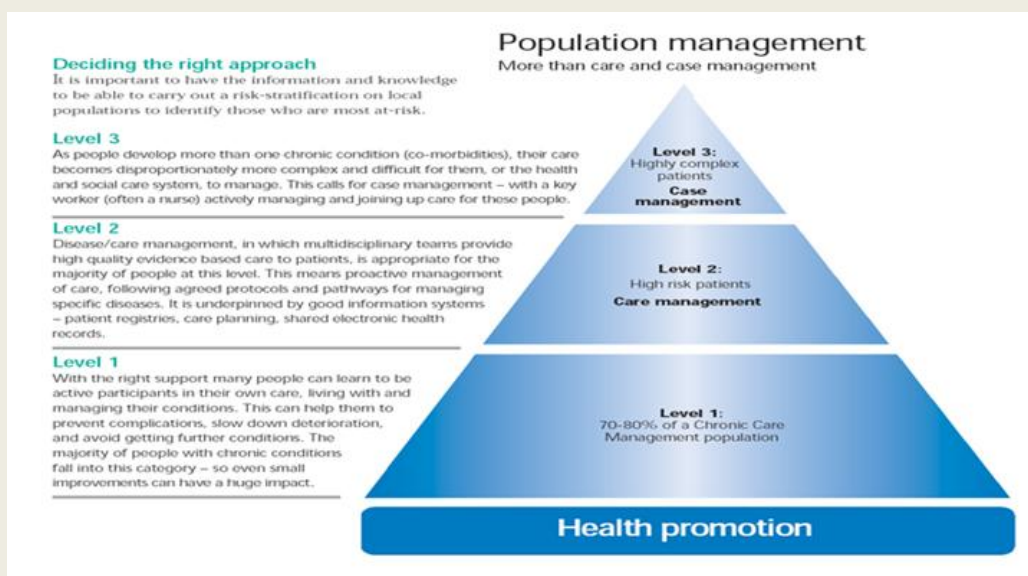 Population management
More than care and case management
Deciding the right approach
It is important to have the information and knowledge
to be able to carry out a risk-stratification on local
populations to identify those who are most at-risk.
Level 3
As people develop more than one chronic condition (co-morbidities), their care
becomes disproportionately more complex and difficult for them, or the health
and social care system, to manage. This calls for case management – with a key
worker (often a nurse) actively managing and joining up care for these people.
Level 2
Disease/care management, in which multidisciplinary teams provide
high quality evidence based care to patients, is appropriate for the
majority of people at this level. This means proactive management
of care, following agreed protocols and pathways for managing
specific diseases. It is underpinned by good information systems
– patient registries, care planning, shared electronic health
records.
Level 1
With the right support many people can learn to be
active participants in their own care, living with and
managing their conditions. This can help them to
prevent complications, slow down deterioration,
and avoid getting further conditions. The
majority of people with chronic conditions
fall into this category – so even small
improvements can have a huge impact.
Level 3:
Highly complex
patients
Case
management
Level 2:
High risk patients
Care management
Level 1:
70-80% of a Chronic Care
Management population
Health promotion